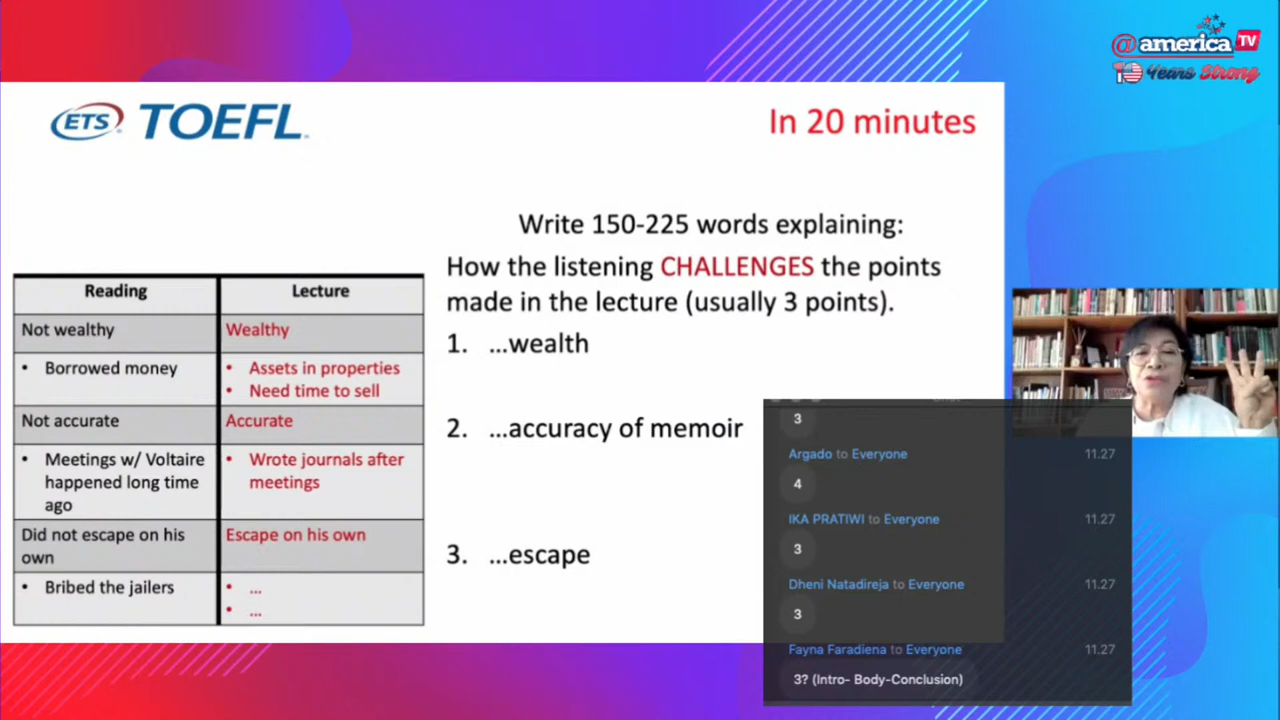 @america TV
10 Years Strong
ETS TOEFL
In 20 minutes
Write 150-225 words explaining:
How the listening CHALLENGES the points
made in the lecture (usually 3 points).
1. ...wealth
2. ...accuracy of memoir
3. ...escape
Reading Lecture
Not wealthy Wealthy
• Borrowed money • Assets in properties
• Need time to sell
Not accurate Accurate
• Meetings w/ Voltaire • Wrote journals after
happened long time meetings
ago
Did not escape on his Escape on his own
own
• Bribed the jailers • ...
• ...
3
Argado to Everyone 11.27
4
IKA PRATIWI to Everyone 11.27
3
Dheni Natadireja to Everyone 11.27
3
Fayna Faradiena to Everyone 11.27
3? (Intro- Body-Conclusion)